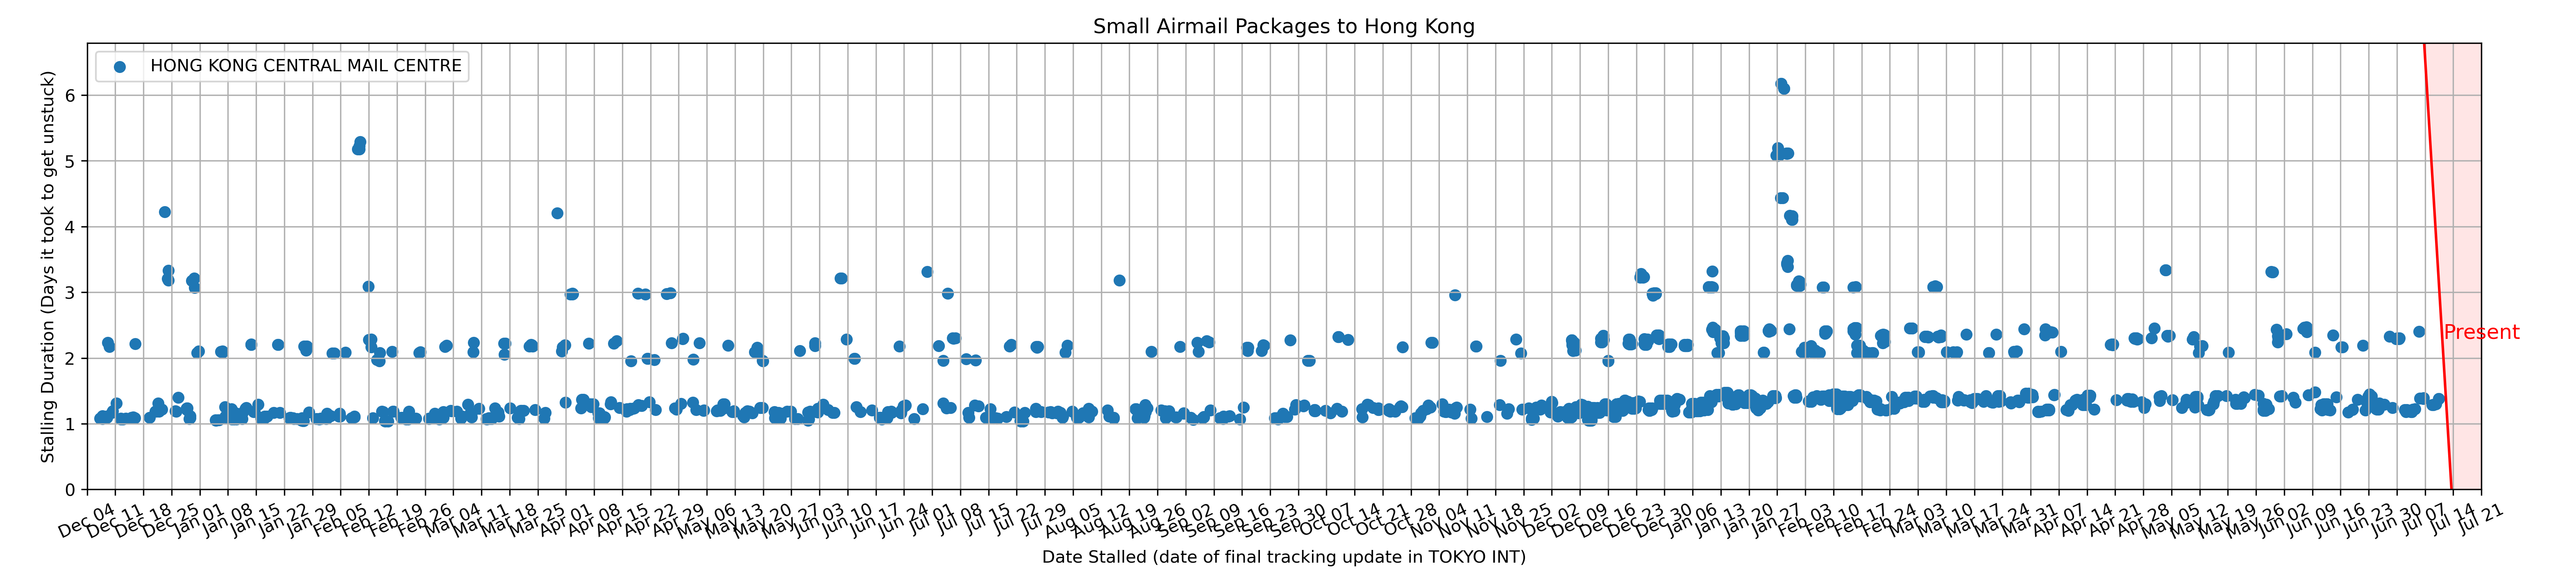 Small Airmail Packages to Hong Kong
HONG KONG CENTRAL MAIL CENTRE
Stalling Duration (Days it took to get unstuck)
6
5
4
3
2
1
0
Present
Dec 04
Dec 11
Dec 18
Dec 25
Jan 01
Jan 08
Jan 15
Jan 22
Jan 29
Feb 05
Feb 12
Feb 19
Feb 26
Mar 04
Mar 11
Mar 18
Mar 25
Apr 01
Apr 08
Apr 15
Apr 22
Apr 29
May 06
May 13
May 20
May 27
Jun 03
Jun 10
Jun 17
Jun 24
Jul 01
Jul 08
Jul 15
Jul 22
Jul 29
Aug 05
Aug 12
Aug 19
Aug 26
Sep 02
Sep 09
Sep 16
Sep 23
Sep 30
Oct 07
Oct 14
Oct 21
Oct 28
Nov 04
Nov 11
Nov 18
Nov 25
Dec 02
Dec 09
Dec 16
Dec 23
Dec 30
Jan 06
Jan 13
Jan 20
Jan 27
Feb 03
Feb 10
Feb 17
Feb 24
Mar 03
Mar 10
Mar 17
Mar 24
Mar 31
Apr 07
Apr 14
Apr 21
Apr 28
May 05
May 12
May 19
May 26
Jun 02
Jun 09
Jun 16
Jun 23
Jun 30
Jul 07
Jul 14
Jul 21
Date Stalled (date of final tracking update in TOKYO INT)